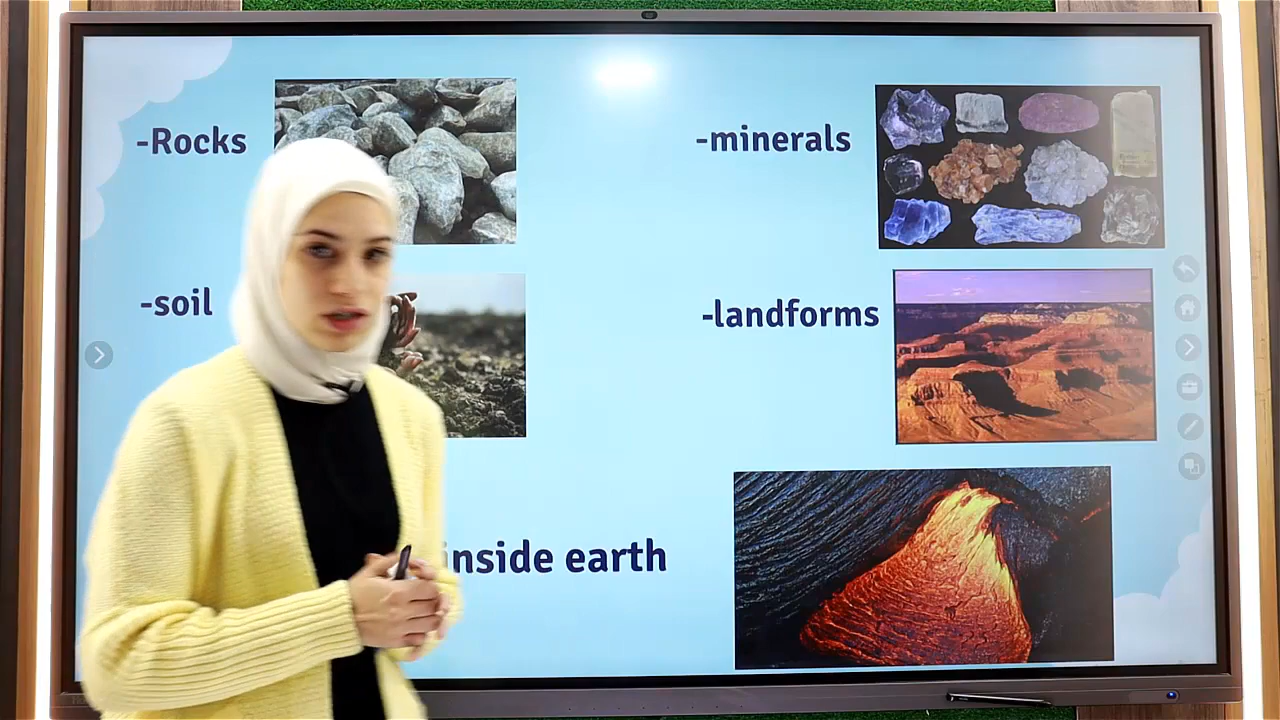 -Rocks
-minerals
-soil
-landforms
inside earth